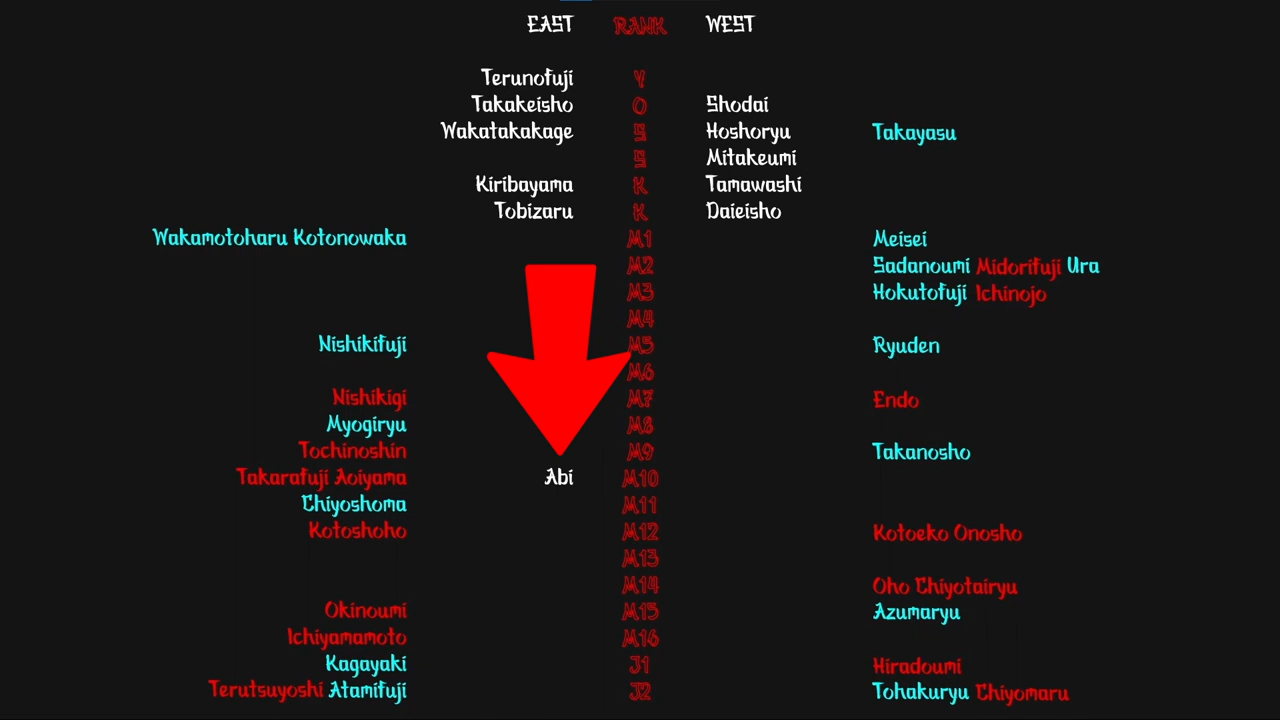 EAST RANK WEST
Terunofuji Y
Takakeisho O Shodai
Wakatakakage S Hoshoryu Takayasu
S Mitakeumi
Kiribayama K Tamawashi
Tobizaru K Daieisho
Wakamotoharu Kotonowaka M1 Meisei
M2 Sadanoumi Midorifuji Ura
M3 Hokutofuji Ichinojo
M4
Nishikifuji M5 Ryuden
M6
Nishikigi M7 Endo
Myogiryu M8
Tochinoshin M9 Takanosho
Takarafuji Aoiyama Abi M10
Chiyoshoma M11
Kotoshoho M12 Kotoeko Onosho
M13
M14 Oho Chiyotairyu
Okinoumi M15 Azumaryu
Ichiyamamoto M16
Kagayaki J1 Hiradoumi
Terutsuyoshi Atamifuji J2 Tohakuryu Chiyomaru